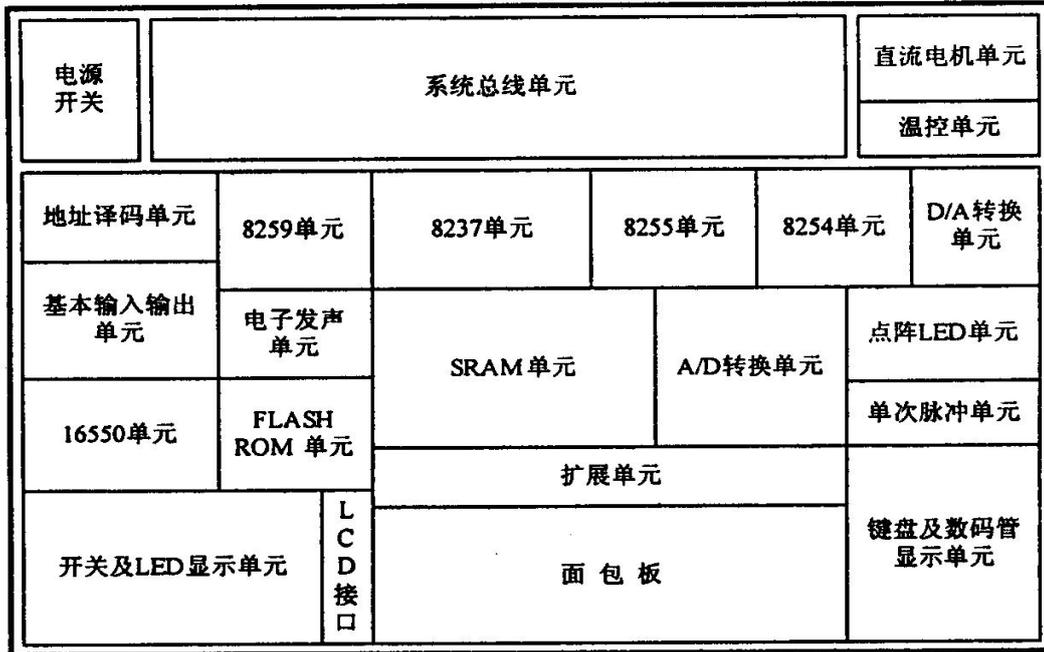 电源
开关
系统总线单元
直流电机单元
温控单元
地址译码单元
8259单元
8237单元
8255单元
8254单元
D/A转换
单元
基本输入输出
单元
电子发声
单元
SRAM单元
A/D转换单元
点阵LED单元
单次脉冲单元
16550单元
FLASH
ROM 单元
扩展单元
键盘及数码管
显示单元
开关及LED显示单元
L
C
D
接
口
面 包 板